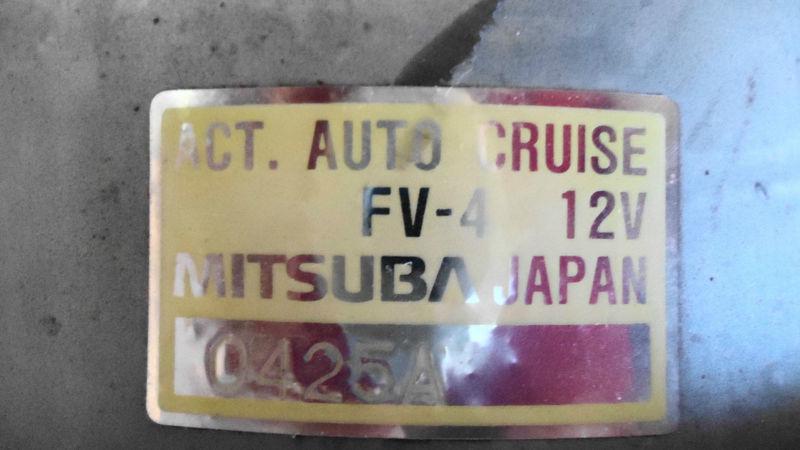 ACT. AUTO CRUISE
FV-4 12V
MITSUBA JAPAN
0425A